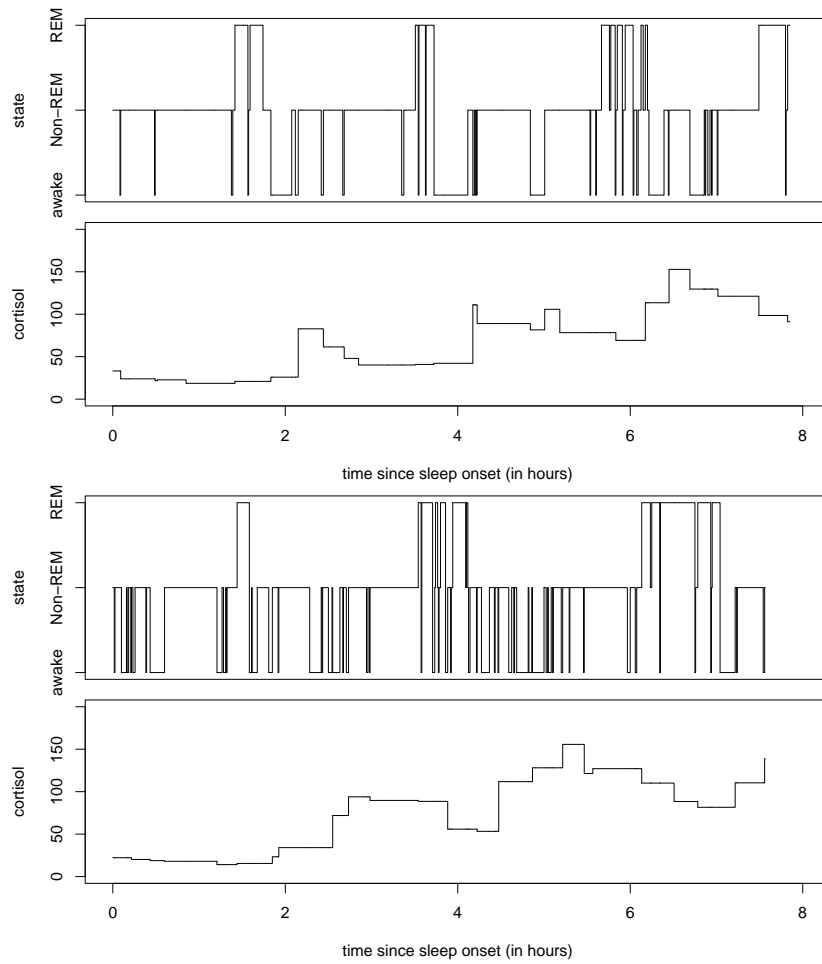 state
awake Non−REM REM
cortisol
0 50 100 150
0 2 4 6 8
time since sleep onset (in hours)
state
awake Non−REM REM
cortisol
0 50 100 150
0 2 4 6 8
time since sleep onset (in hours)